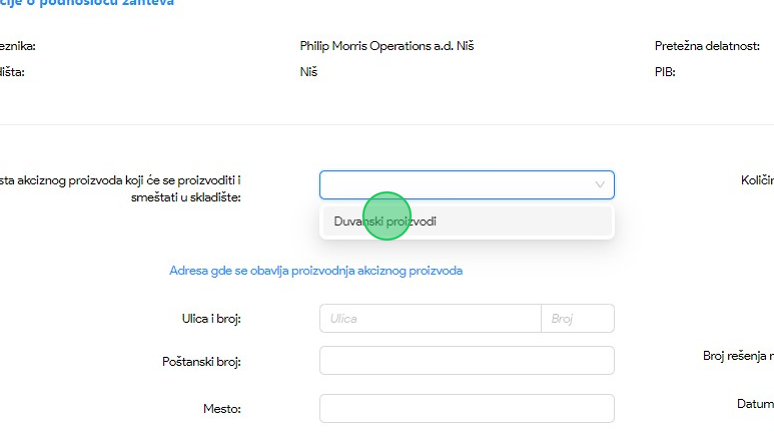 cije o podnosiocu zahteva
eznika:
Philip Morris Operations a.d. Niš
Pretežna delatnost:
dišta:
Niš
PIB:
sta akciznog proizvoda koji će se proizvoditi i
smeštati u skladište:
Količin
Duvanski proizvodi
Adresa gde se obavlja proizvodnja akciznog proizvoda
Ulica i broj:
Ulica
Broj
Poštanski broj:
Broj rešenja n
Mesto:
Datum